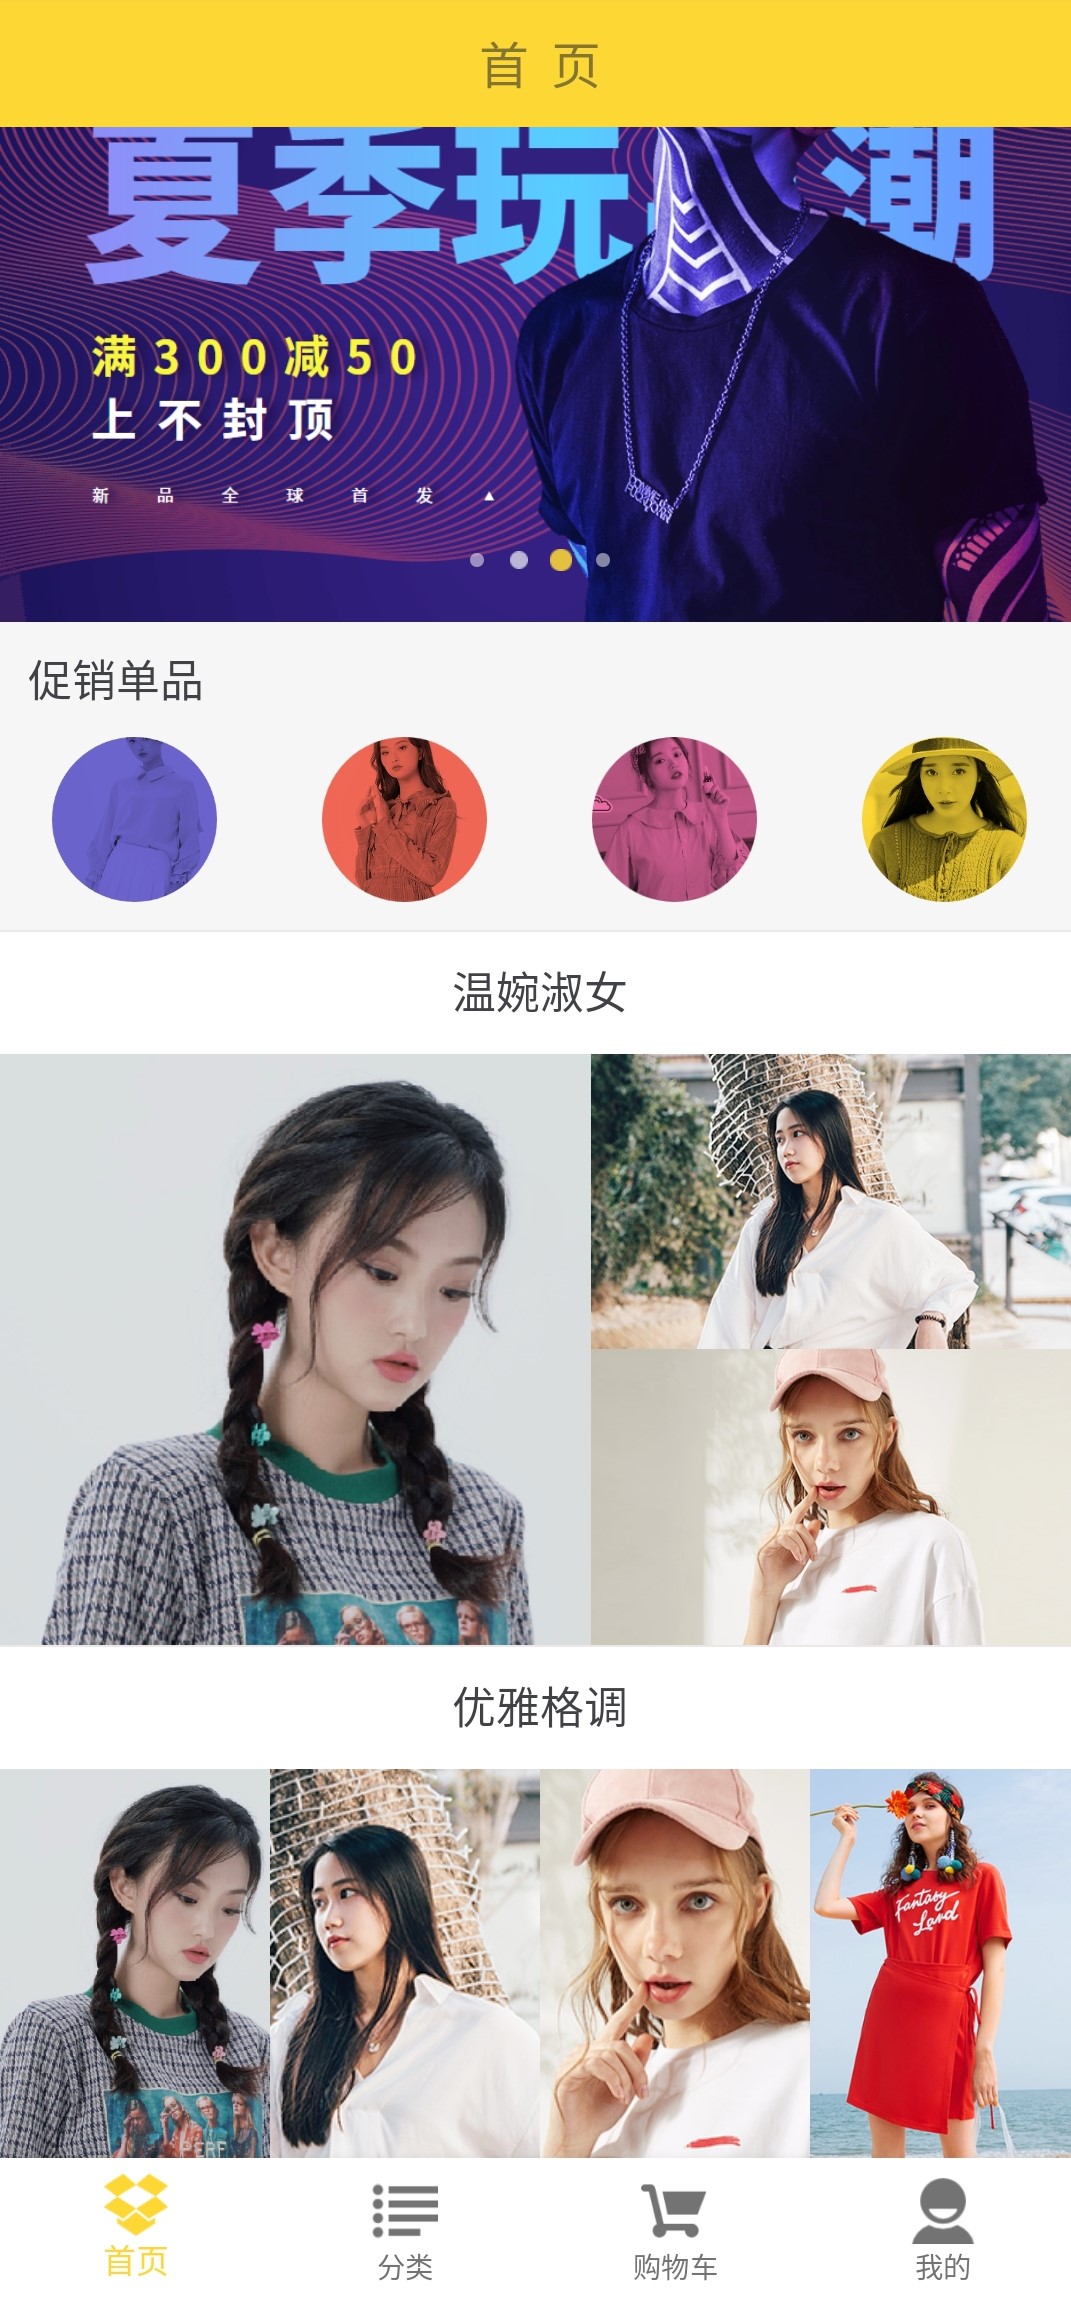 首 页
夏季玩 潮
满300减50
上不封顶
新品全球首发▲
促销单品
温婉淑女
优雅格调
Fantasy
Land
首页
分类
购物车
我的